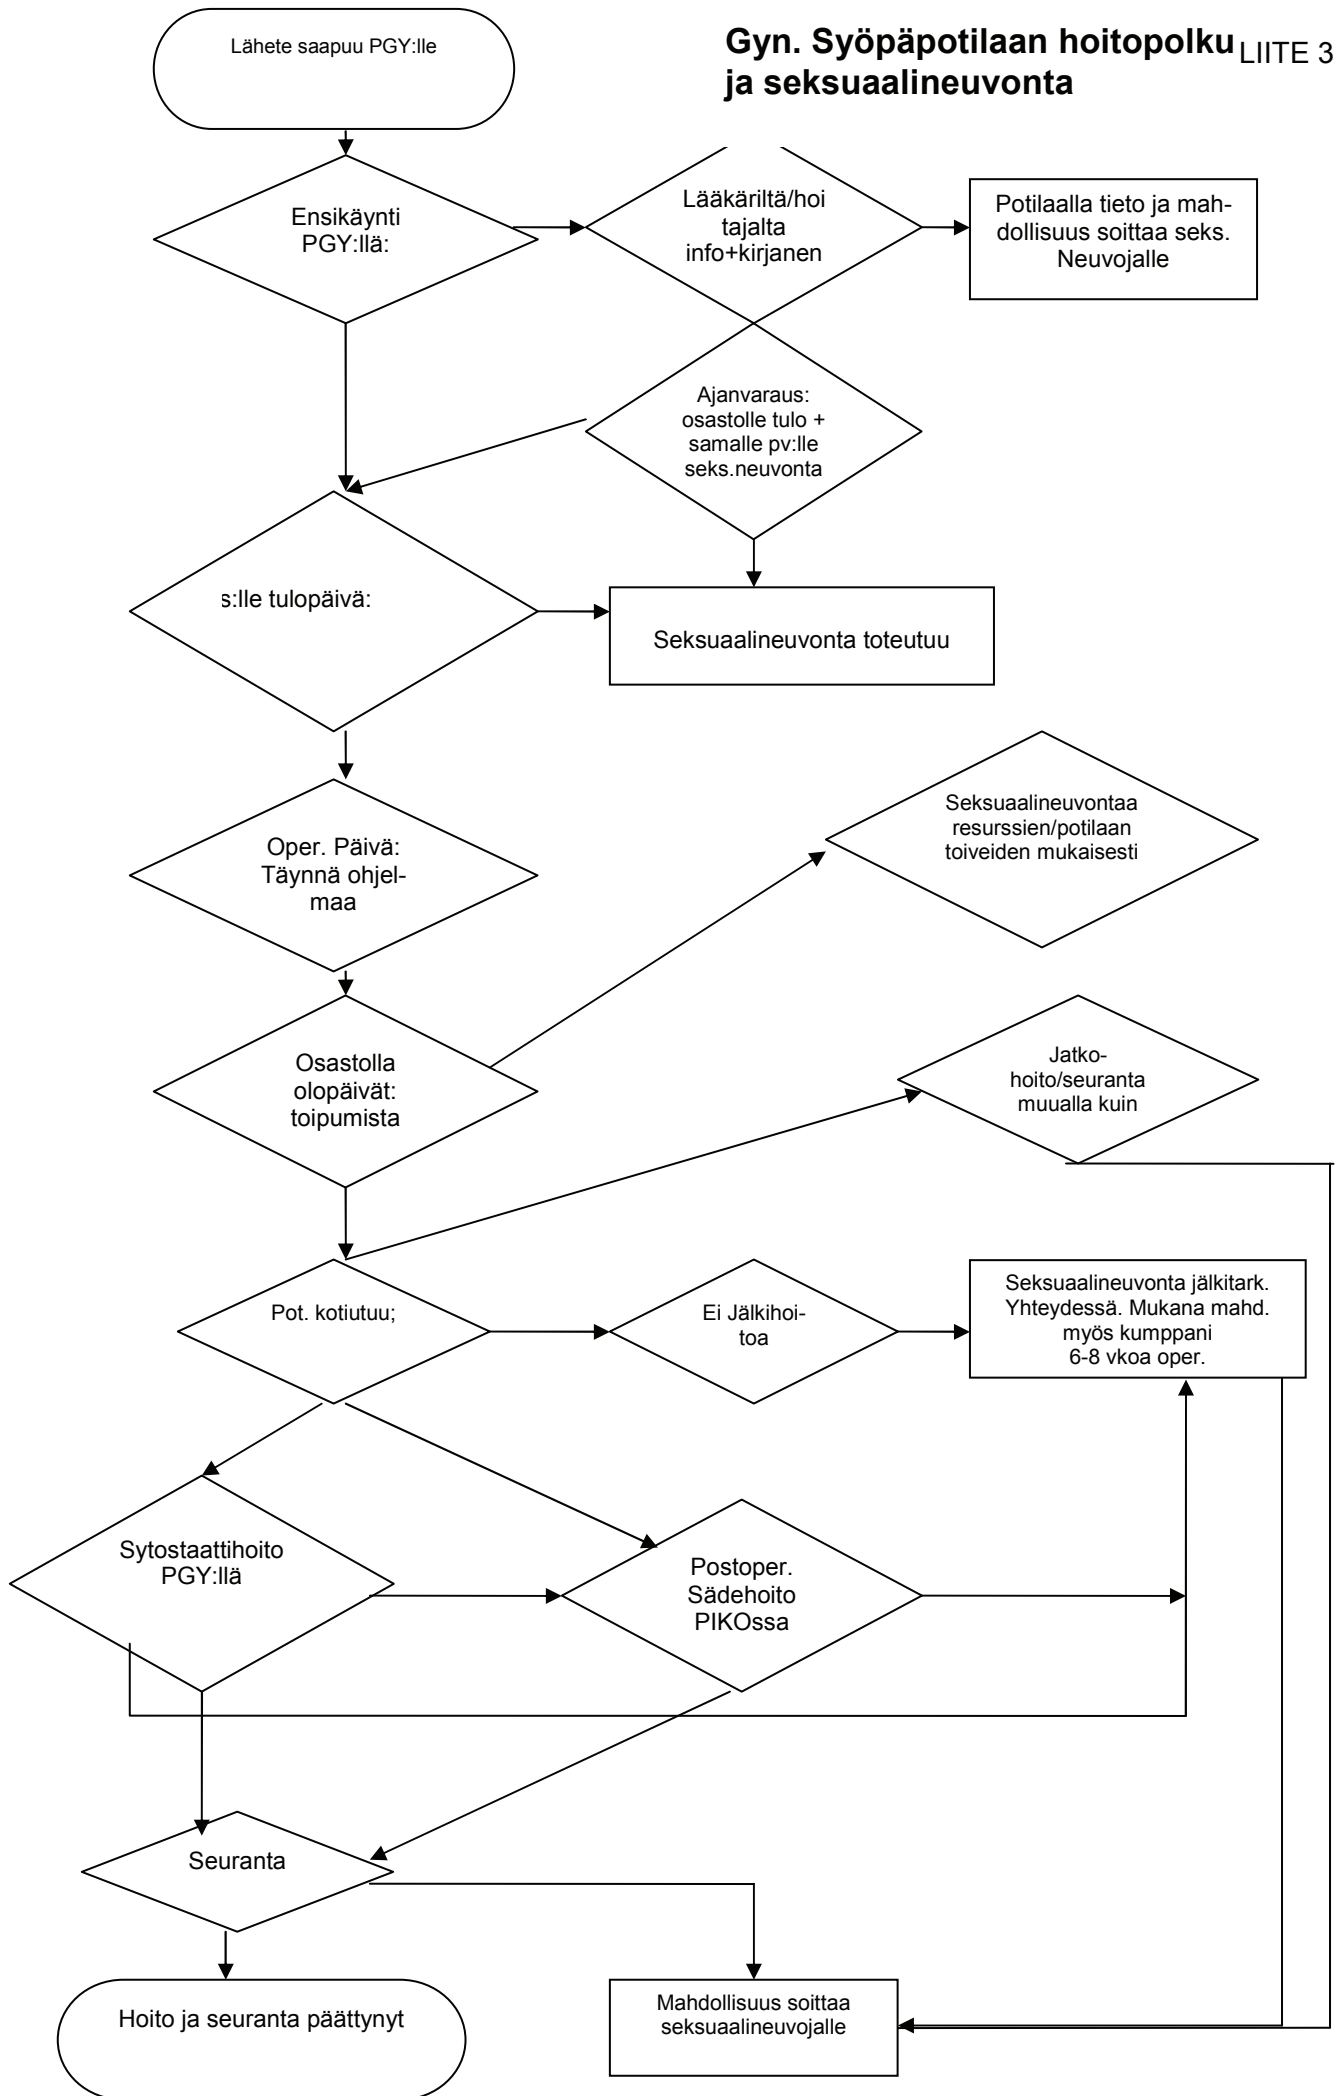 Lähete saapuu PGY:lle
Gyn. Syöpäpotilaan hoitopolku
ja seksuaalineuvonta
LIITE 3
Ensikäynti
PGY:llä:
Lääkäriltä/hoi
tajalta
info+kirjanen
Potilaalla tieto ja mah-
dollisuus soittaa seks.
Neuvojalle
Ajanvaraus:
osastolle tulo +
samalle pv:lle
seks.neuvonta
s:lle tulopäivä:
Seksuaalineuvonta toteutuu
Seksuaalineuvontaa
resurssien/potilaan
toiveiden mukaisesti
Oper. Päivä:
Täynnä ohjel-
maa
Osastolla
olopäivät:
toipumista
Jatko-
hoito/seuranta
muualla kuin
Pot. kotiutuu;
Ei Jälkihoi-
toa
Seksuaalineuvonta jälkitark.
Yhteydessä. Mukana mahd.
myös kumppani
6-8 vkoa oper.
Sytostaattihoito
PGY:llä
Postoper.
Sädehoito
PIKOssa
Seuranta
Hoito ja seuranta päättynyt
Mahdollisuus soittaa
seksuaalineuvojalle